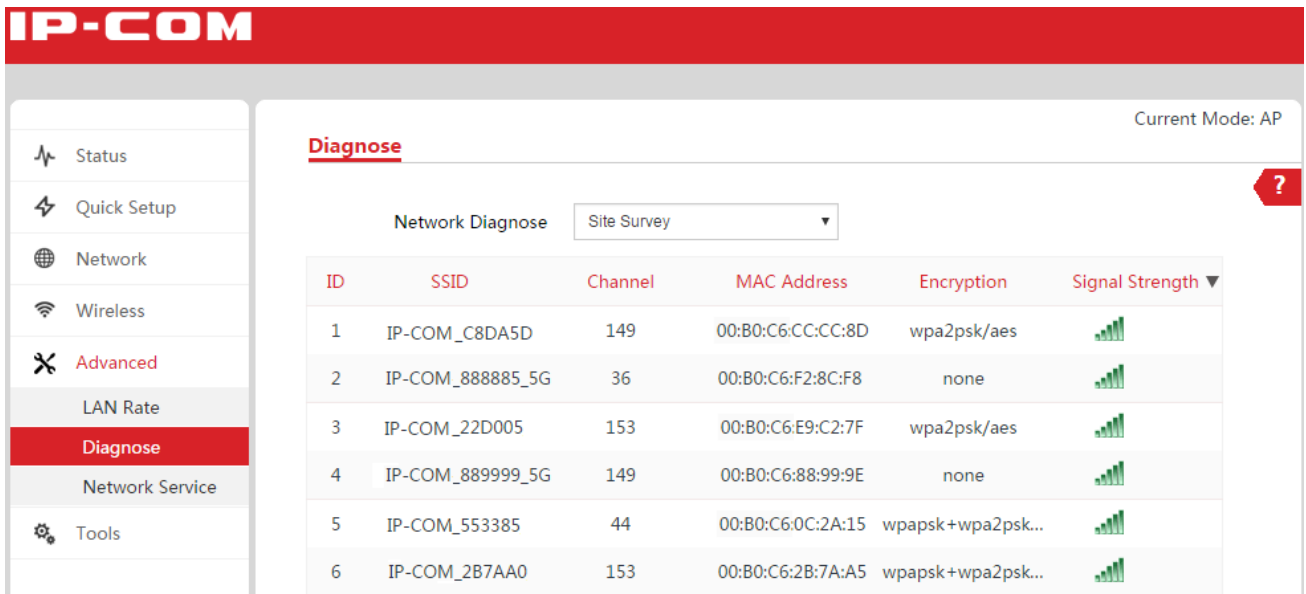 IP-COM
Current Mode: AP
Status
Quick Setup
Network
Wireless
Advanced
LAN Rate
Diagnose
Network Service
Tools
Diagnose
?
Network Diagnose Site Survey ▼
ID SSID Channel MAC Address Encryption Signal Strength ▼
1 IP-COM_C8DA5D 149 00:B0:C6:CC:CC:8D wpa2psk/aes
2 IP-COM_888885_5G 36 00:B0:C6:F2:8C:F8 none
3 IP-COM_22D005 153 00:B0:C6:E9:C2:7F wpa2psk/aes
4 IP-COM_889999_5G 149 00:B0:C6:88:99:9E none
5 IP-COM_553385 44 00:B0:C6:0C:2A:15 wpapsk+wpa2psk...
6 IP-COM_2B7AA0 153 00:B0:C6:2B:7A:A5 wpapsk+wpa2psk...